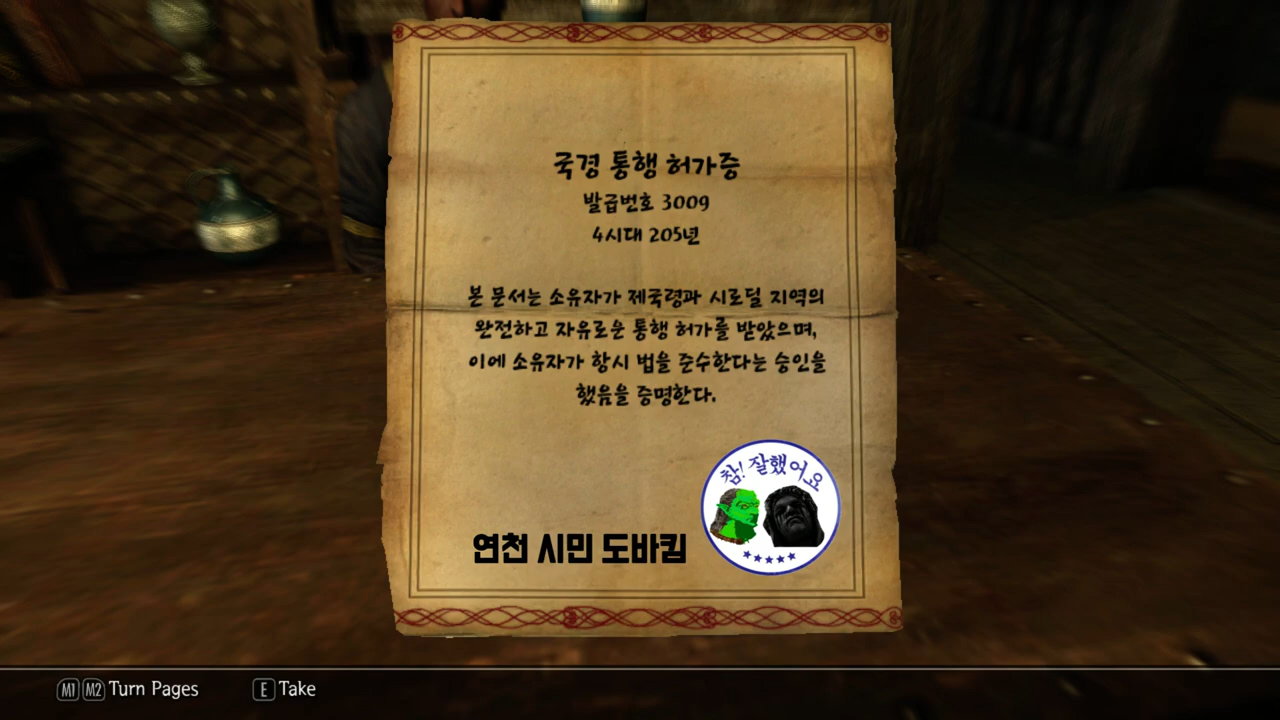 국경 통행 허가증
발급번호 3009
4시대 205년
본 문서는 소유자가 제국령과 시로딜 지역의
완전하고 자유로운 통행 허가를 받았으며,
이에 소유자가 항시 법을 준수한다는 승인을
했음을 증명한다.
참! 잘했어요
연천 시민 도바킴
M1 M2 Turn Pages E Take